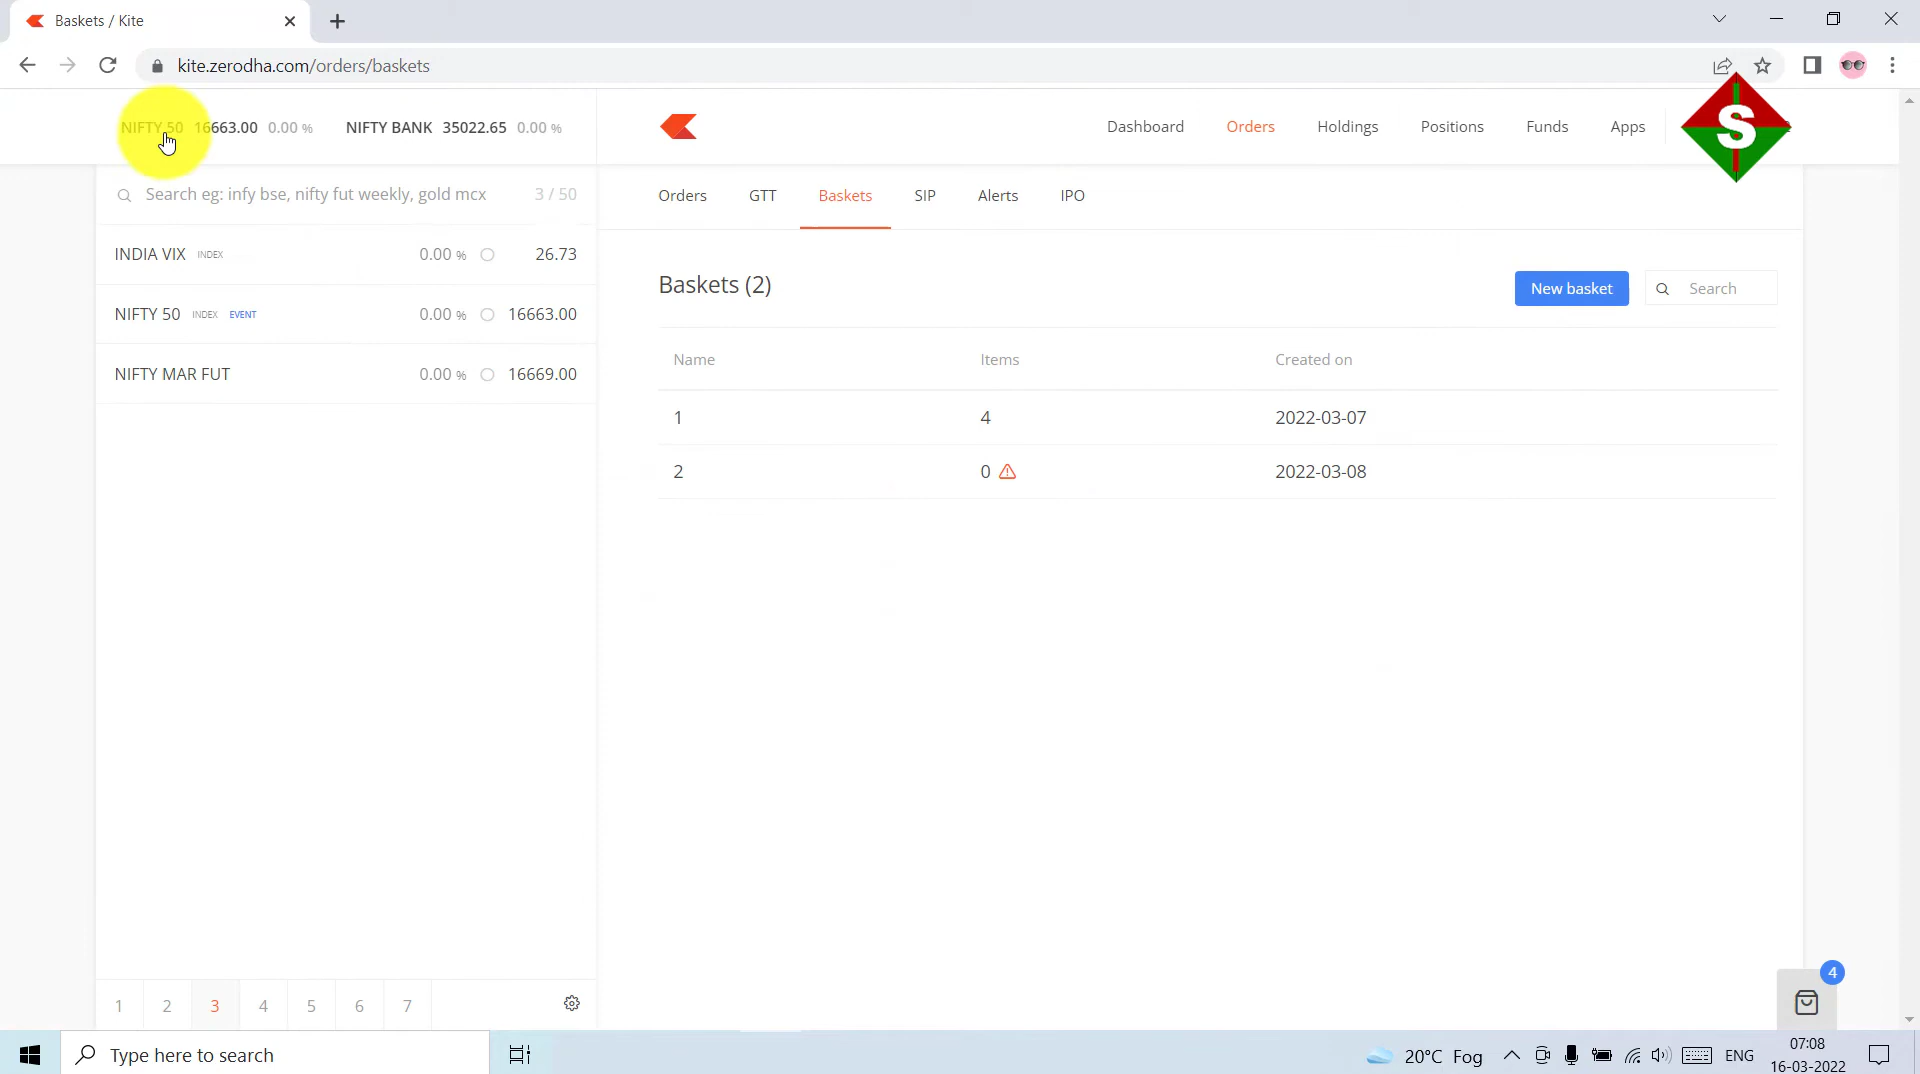 Baskets / Kite
kite.zerodha.com/orders/baskets
NIFTY 50 16663.00 0.00 % NIFTY BANK 35022.65 0.00 %
Dashboard Orders Holdings Positions Funds Apps
S
Search eg: infy bse, nifty fut weekly, gold mcx 3 / 50
Orders GTT Baskets SIP Alerts IPO
INDIA VIX INDEX 0.00 % 26.73
NIFTY 50 INDEX EVENT 0.00 % 16663.00
NIFTY MAR FUT 0.00 % 16669.00
Baskets (2)
New basket
Search
Name Items Created on
1 4 2022-03-07
2 0 2022-03-08
4
1 2 3 4 5 6 7
Type here to search
20°C Fog
ENG
07:08
16-03-2022